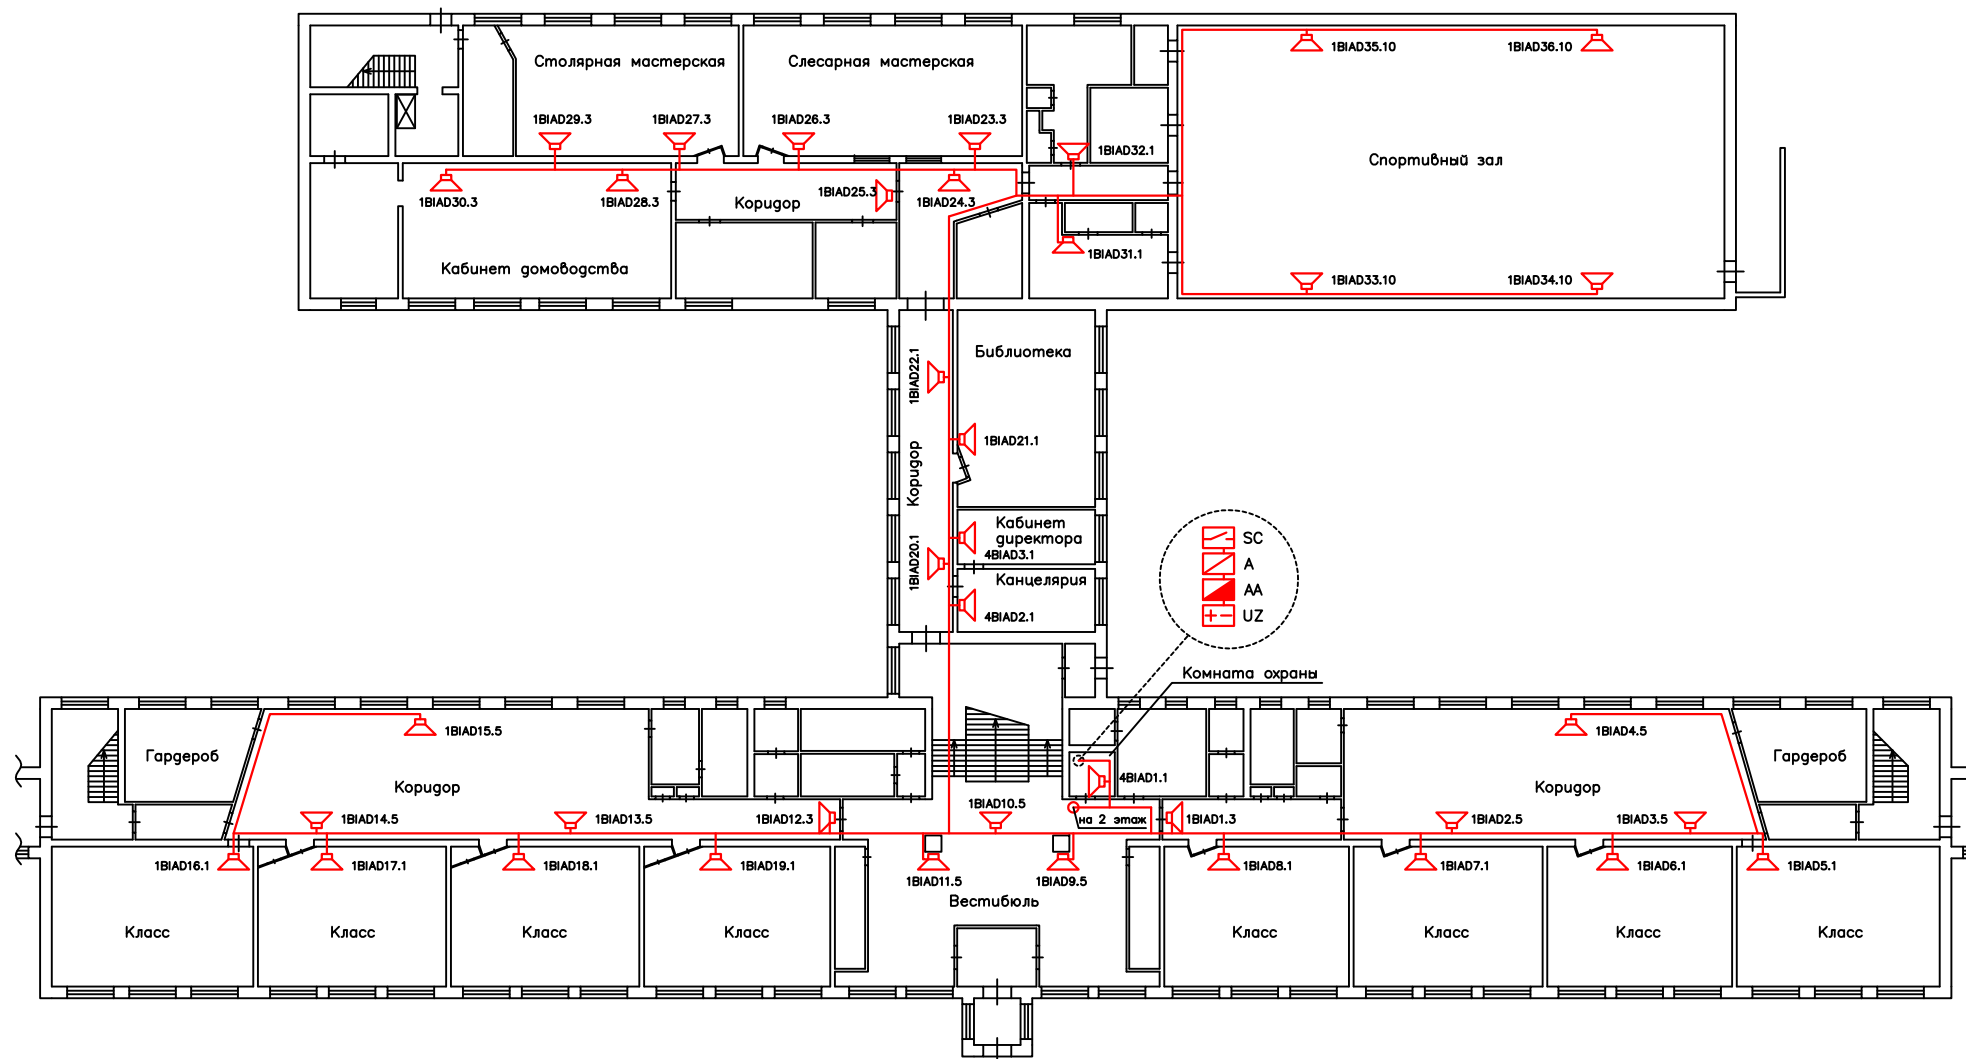 1BIAD35.10
1BIAD36.10
Столярная мастерская
Слесарная мастерская
1BIAD29.3
1BIAD27.3
1BIAD26.3
1BIAD23.3
1BIAD32.1
Спортивный зал
1BIAD30.3
1BIAD28.3
1BIAD25.3
Коридор
1BIAD24.3
1BIAD31.1
Кабинет домоводства
1BIAD33.10
1BIAD34.10
1BIAD22.1
Библиотека
1BIAD21.1
Коридор
Кабинет
директора
4BIAD3.1
1BIAD20.1
Канцелярия
4BIAD2.1
SC
A
AA
UZ
Комната охраны
1BIAD15.5
1BIAD4.5
Гардероб
Гардероб
Коридор
Коридор
4BIAD1.1
1BIAD14.5
1BIAD13.5
1BIAD12.3
1BIAD10.5
на 2 этаж
1BIAD1.3
1BIAD2.5
1BIAD3.5
1BIAD16.1
1BIAD17.1
1BIAD18.1
1BIAD19.1
1BIAD11.5
1BIAD9.5
1BIAD8.1
1BIAD7.1
1BIAD6.1
1BIAD5.1
Вестибюль
Класс
Класс
Класс
Класс
Класс
Класс
Класс
Класс